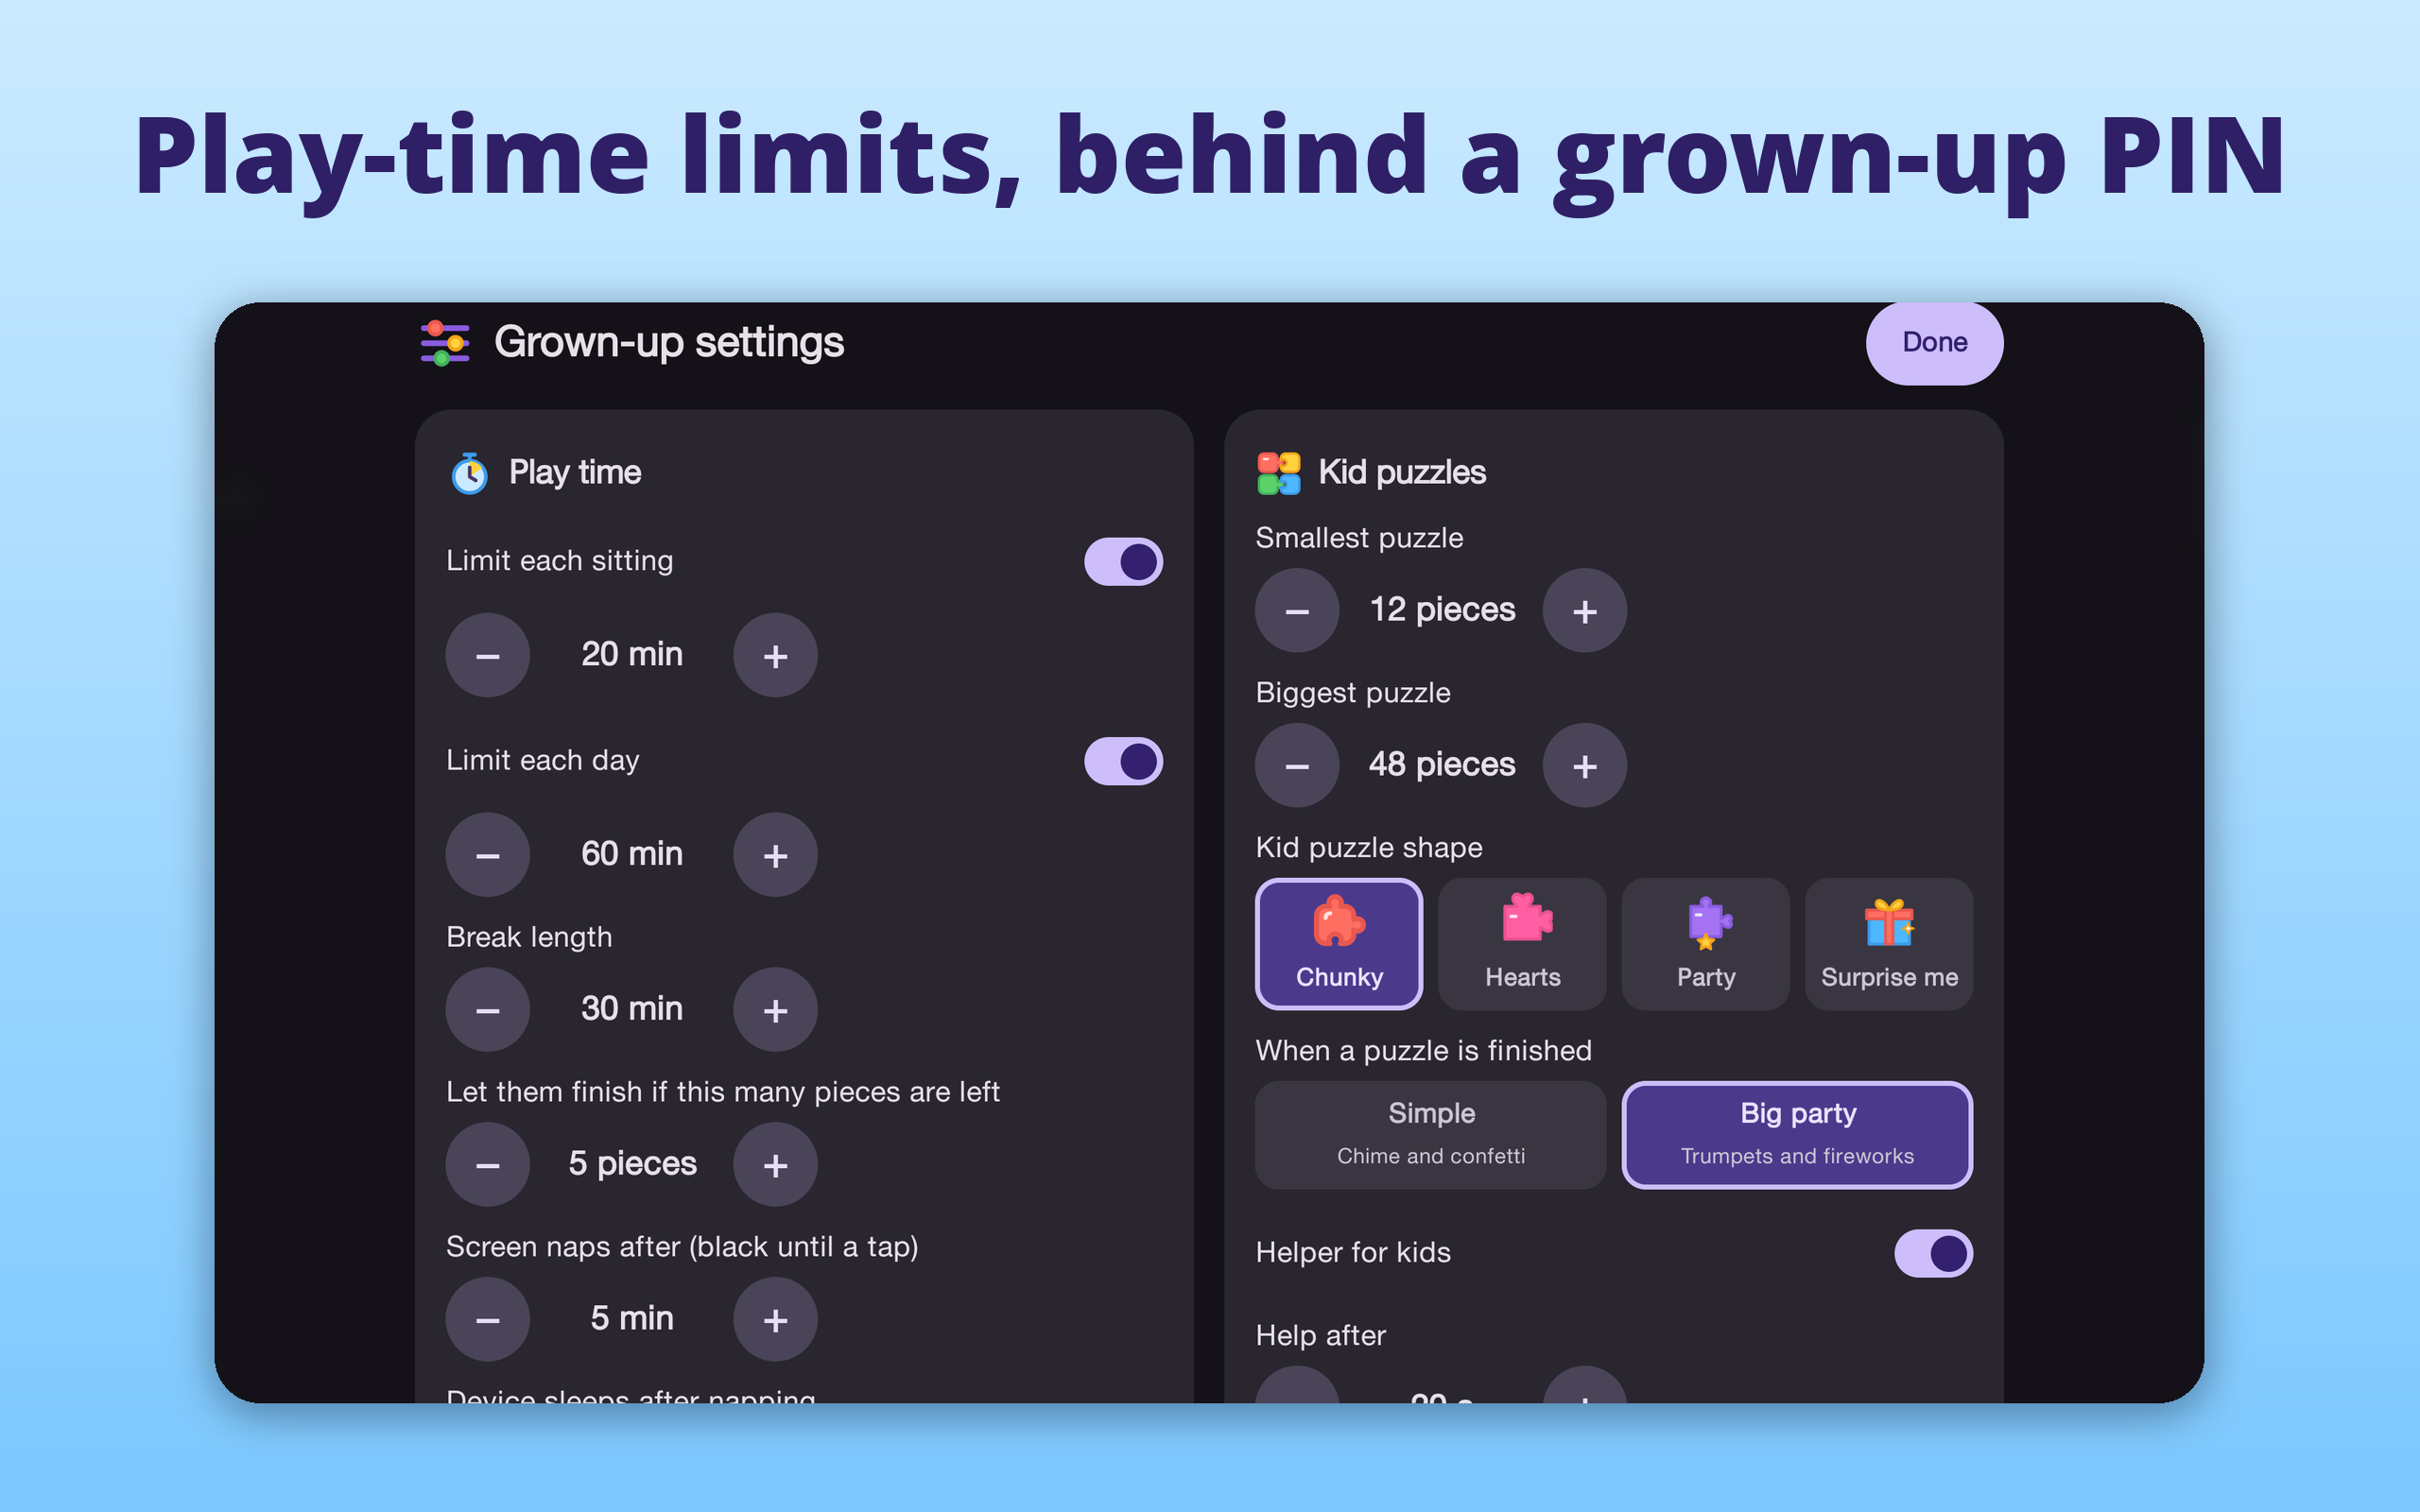 Play-time limits, behind a grown-up PIN
Grown-up settings
Done
Play time
Limit each sitting
– 20 min +
Limit each day
– 60 min +
Break length
– 30 min +
Let them finish if this many pieces are left
– 5 pieces +
Screen naps after (black until a tap)
– 5 min +
Device sleeps after napping
Kid puzzles
Smallest puzzle
– 12 pieces +
Biggest puzzle
– 48 pieces +
Kid puzzle shape
Chunky Hearts Party Surprise me
When a puzzle is finished
Simple
Chime and confetti
Big party
Trumpets and fireworks
Helper for kids
Help after